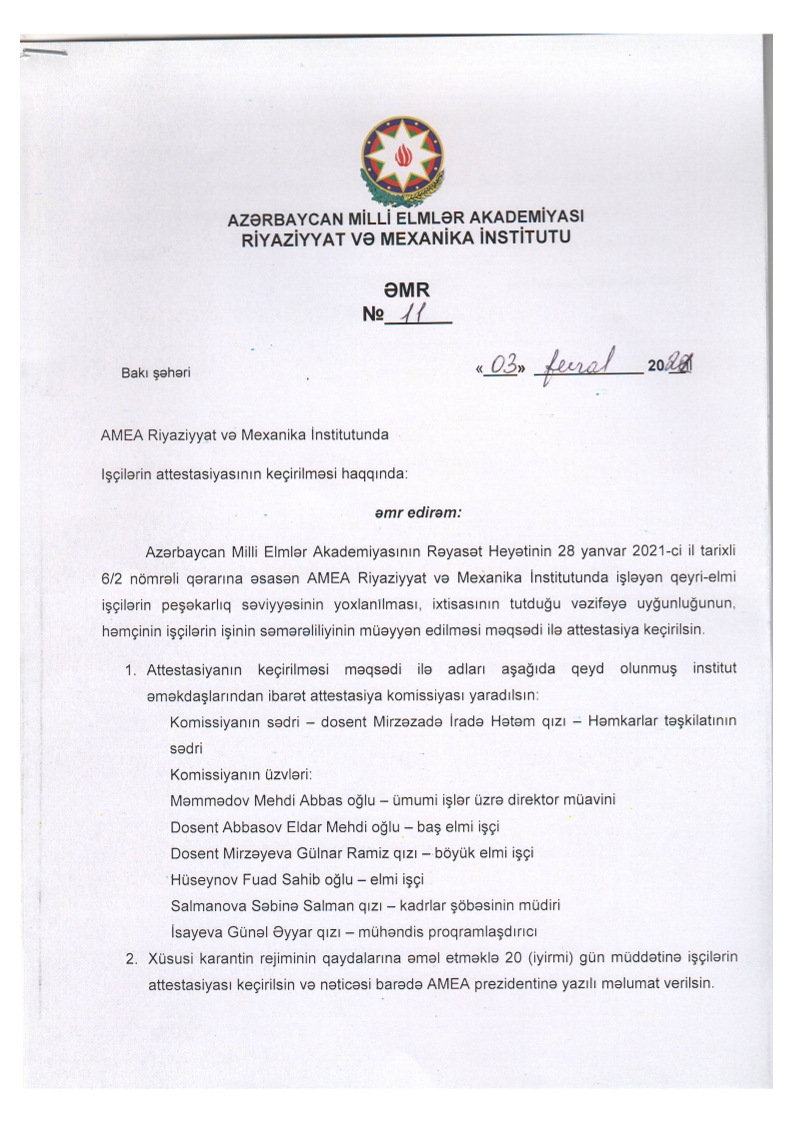 AZƏRBAYCAN MİLLİ ELMLƏR AKADEMİYASI
RİYAZİYYAT VƏ MEXANİKA İNSTİTUTU
ƏMR
№ 11
Bakı şəhəri «03» fevral 2021
AMEA Riyaziyyat və Mexanika İnstitutunda
Işçilərin attestasiyasının keçirilməsi haqqında:
əmr edirəm:
Azərbaycan Milli Elmlər Akademiyasının Rəyasət Heyətinin 28 yanvar 2021-ci il tarixli
6/2 nömrəli qərarına əsasən AMEA Riyaziyyat və Mexanika İnstitutunda işləyən qeyri-elmi
işçilərin peşəkarlıq səviyyəsinin yoxlanılması, ixtisasının tutduğu vəzifəyə uyğunluğunun,
həmçinin işçilərin işinin səmərəliliyinin müəyyən edilməsi məqsədi ilə attestasiya keçirilsin.
1. Attestasiyanın keçirilməsi məqsədi ilə adları aşağıda qeyd olunmuş institut
əməkdaşlarından ibarət attestasiya komissiyası yaradılsın:
Komissiyanın sədri – dosent Mirzəzadə İradə Hətəm qızı – Həmkarlar təşkilatının
sədri
Komissiyanın üzvləri:
Məmmədov Mehdi Abbas oğlu – ümumi işlər üzrə direktor müavini
Dosent Abbasov Eldar Mehdi oğlu – baş elmi işçi
Dosent Mirzəyeva Gülnar Ramiz qızı – böyük elmi işçi
Hüseynov Fuad Sahib oğlu – elmi işçi
Salmanova Səbinə Salman qızı – kadrlar şöbəsinin müdiri
İsayeva Günəl Əyyar qızı – mühəndis proqramlaşdırıcı
2. Xüsusi karantin rejiminin qaydalarına əməl etməklə 20 (iyirmi) gün müddətinə işçilərin
attestasiyası keçirilsin və nəticəsi barədə AMEA prezidentinə yazılı məlumat verilsin.